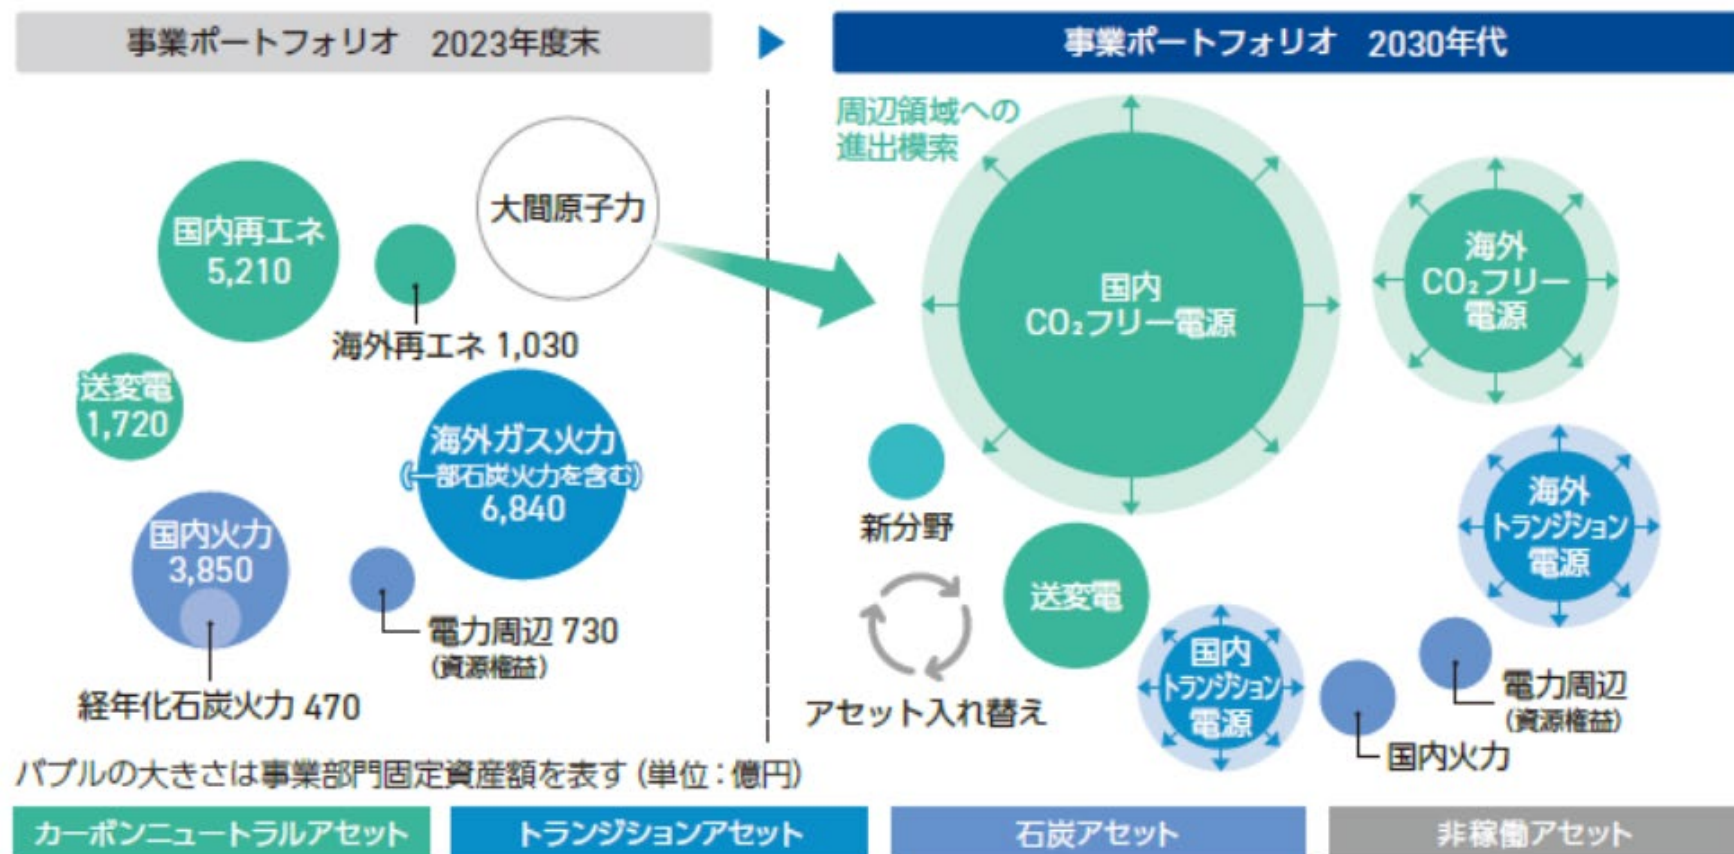 事業ポートフォリオ 2023年度末
事業ポートフォリオ 2030年代
国内再エネ
5,210
海外再エネ 1,030
大間原子力
送変電
1,720
海外ガス火力
(一部石炭火力を含む)
6,840
国内火力
3,850
経年化石炭火力 470
電力周辺 730
(資源権益)
周辺領域への
進出模索
国内
CO₂フリー電源
海外
CO₂フリー
電源
新分野
アセット入れ替え
送変電
国内
トランジション
電源
海外
トランジション
電源
国内火力
電力周辺
(資源権益)
バブルの大きさは事業部門固定資産額を表す(単位:億円)
カーボンニュートラルアセット
トランジションアセット
石炭アセット
非稼働アセット